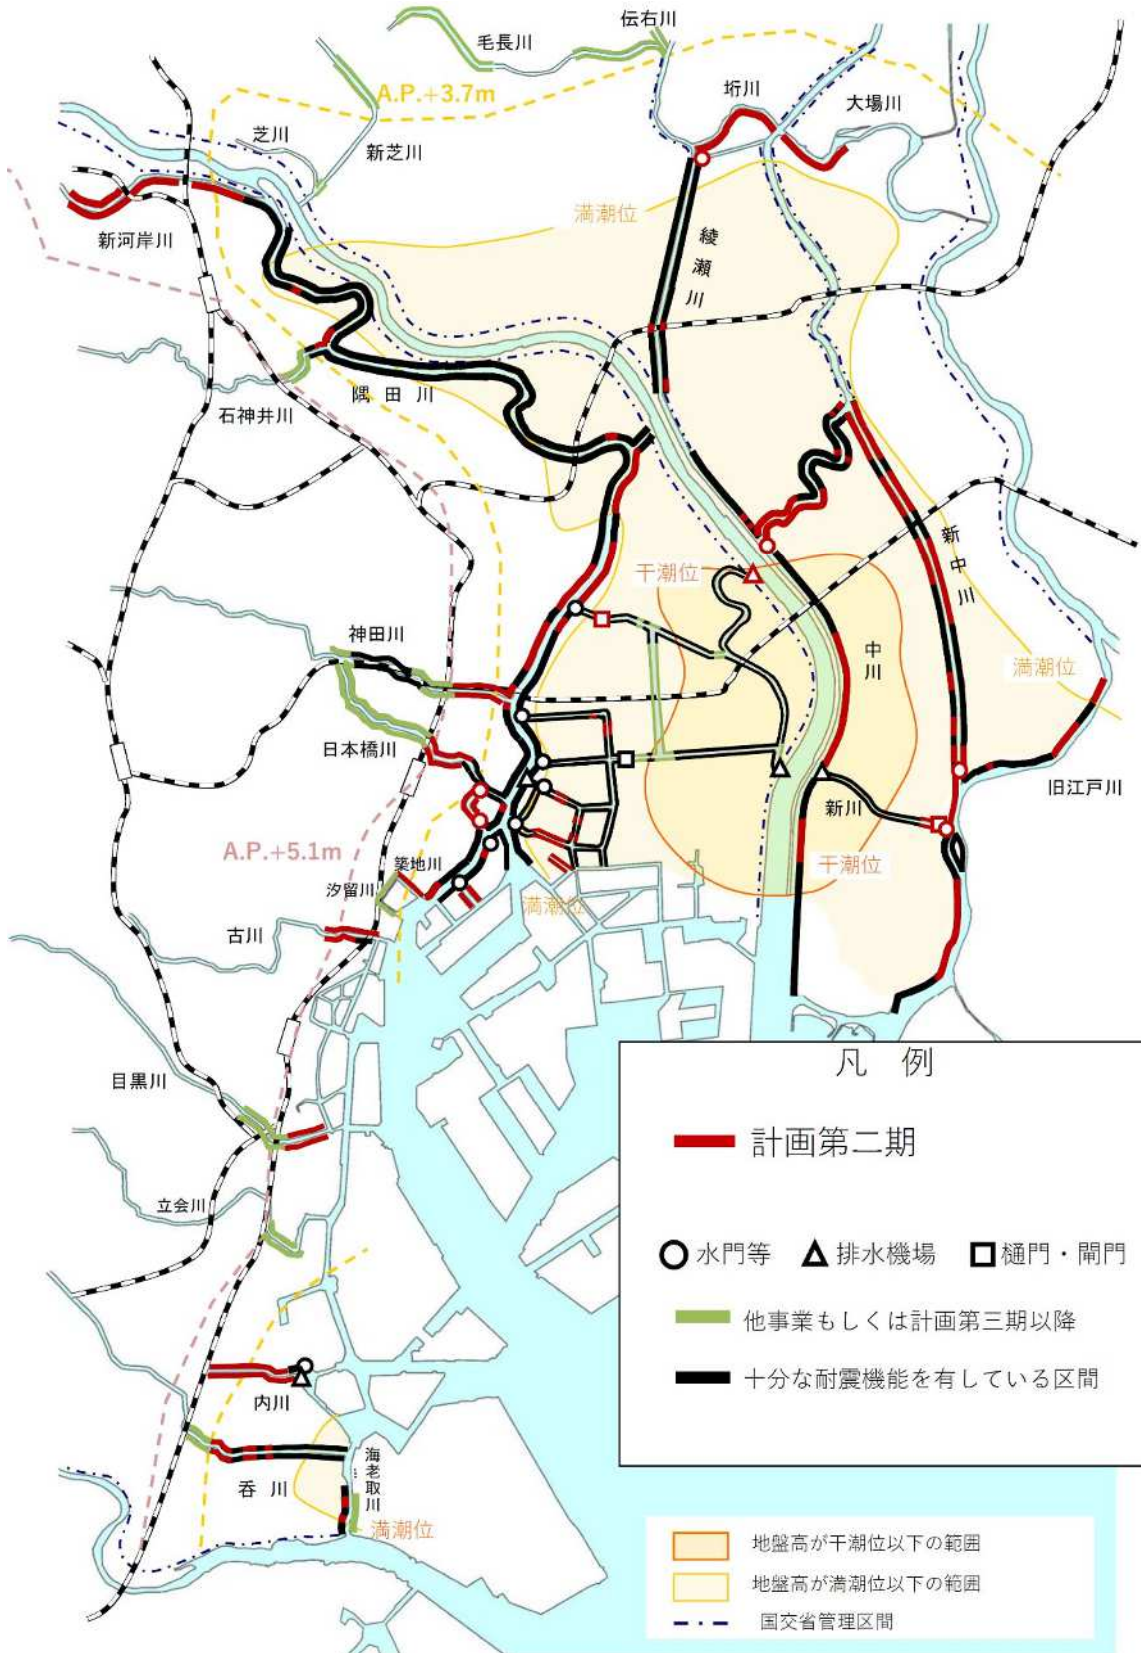 伝右川
毛長川
A.P.+3.7m
垳川
大場川
芝川
新芝川
満潮位
新河岸川
綾瀬川
隅田川
石神井川
新中川
干潮位
神田川
中川
満潮位
日本橋川
新川
旧江戸川
A.P.+5.1m
築地川
干潮位
汐留川
満潮位
古川
目黒川
立会川
内川
呑川
海老取川
満潮位
凡例
計画第二期
水門等
排水機場
樋門・閘門
他事業もしくは計画第三期以降
十分な耐震機能を有している区間
地盤高が干潮位以下の範囲
地盤高が満潮位以下の範囲
国交省管理区間